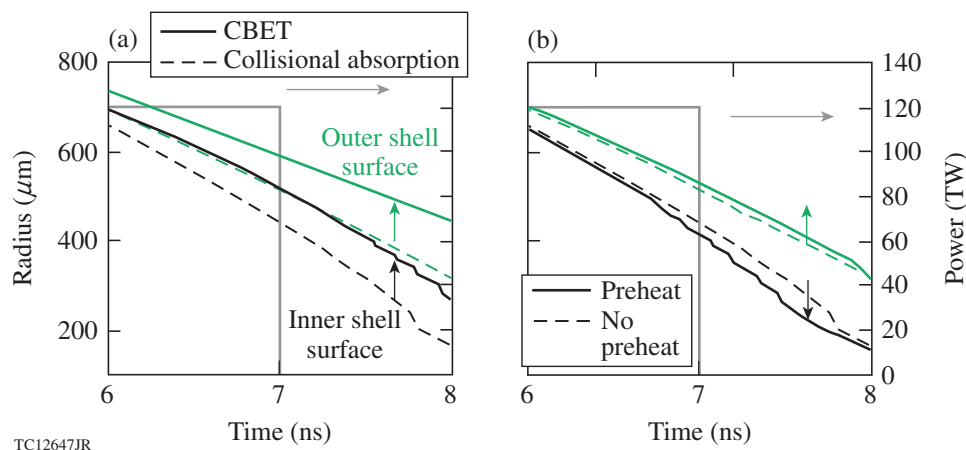 (a)
CBET
Collisional absorption
(b)
800
600
400
200
Radius (μm)
Outer shell
surface
Inner shell
surface
6
7
8
Time (ns)
Preheat
No
preheat
6
7
8
Time (ns)
140
120
100
80
60
40
20
0
Power (TW)
TC12647JR